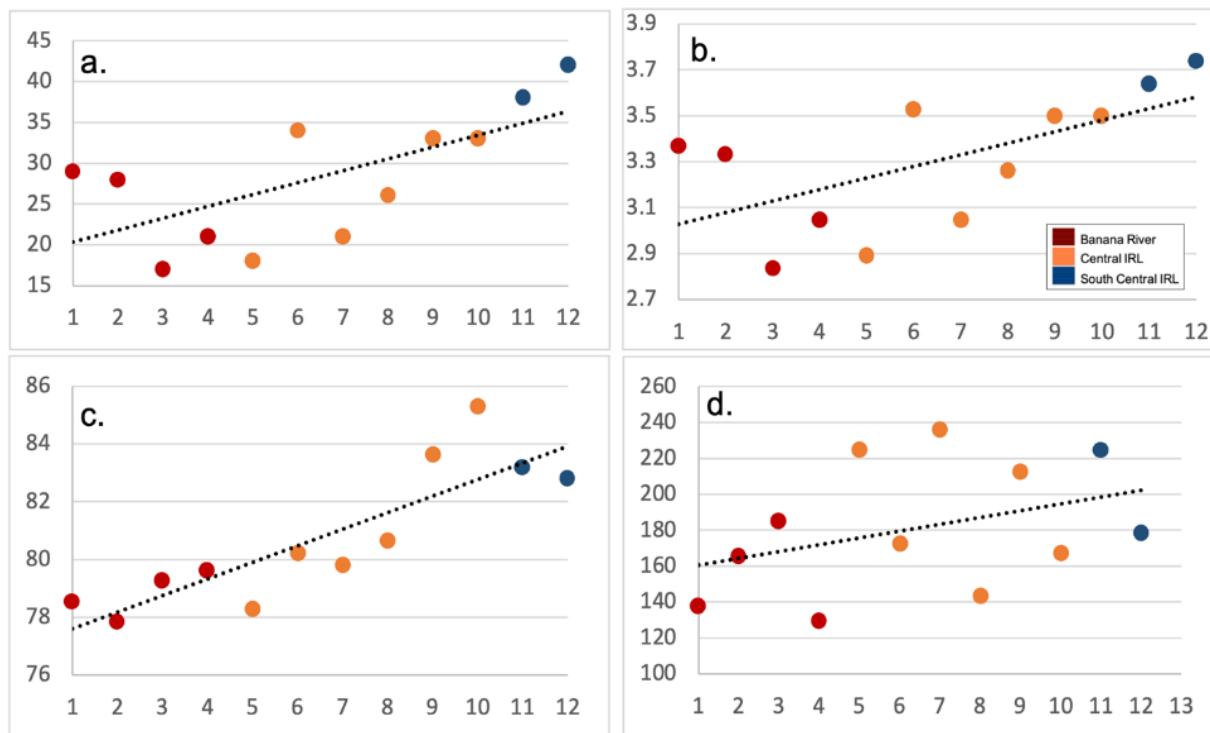 a.
45
40
35
30
25
20
15
1 2 3 4 5 6 7 8 9 10 11 12
b.
3.9
3.7
3.5
3.3
3.1
2.9
2.7
Banana River
Central IRL
South Central IRL
1 2 3 4 5 6 7 8 9 10 11 12
c.
86
84
82
80
78
76
1 2 3 4 5 6 7 8 9 10 11 12
d.
260
240
220
200
180
160
140
120
100
1 2 3 4 5 6 7 8 9 10 11 12 13